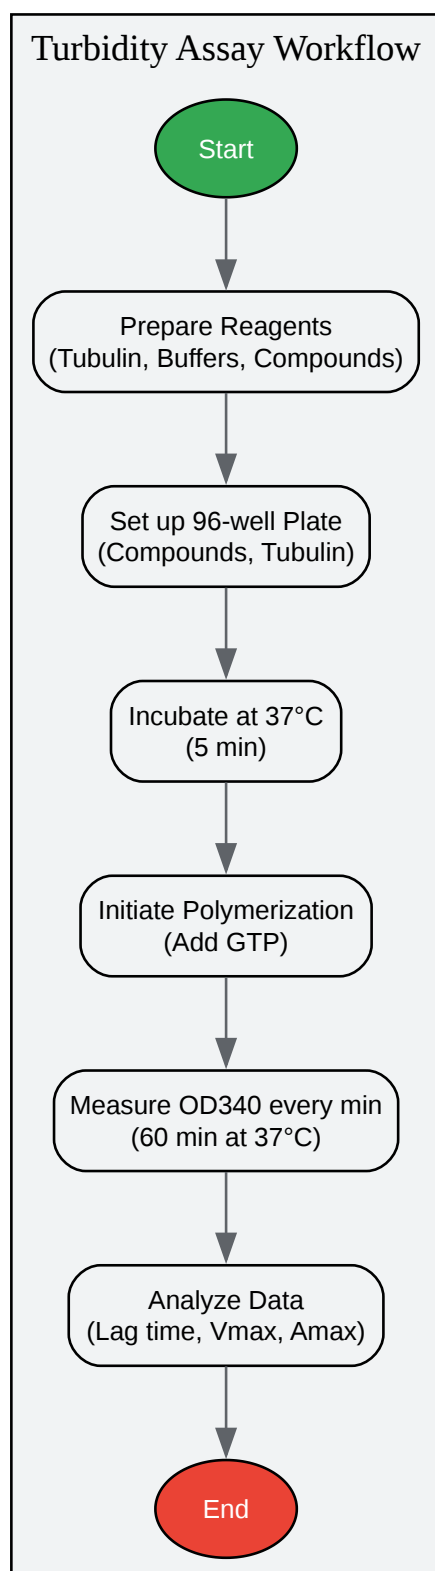 Turbidity Assay Workflow
Start
Prepare Reagents
(Tubulin, Buffers, Compounds)
Set up 96-well Plate
(Compounds, Tubulin)
Incubate at 37°C
(5 min)
Initiate Polymerization
(Add GTP)
Measure OD340 every min
(60 min at 37°C)
Analyze Data
(Lag time, Vmax, Amax)
End